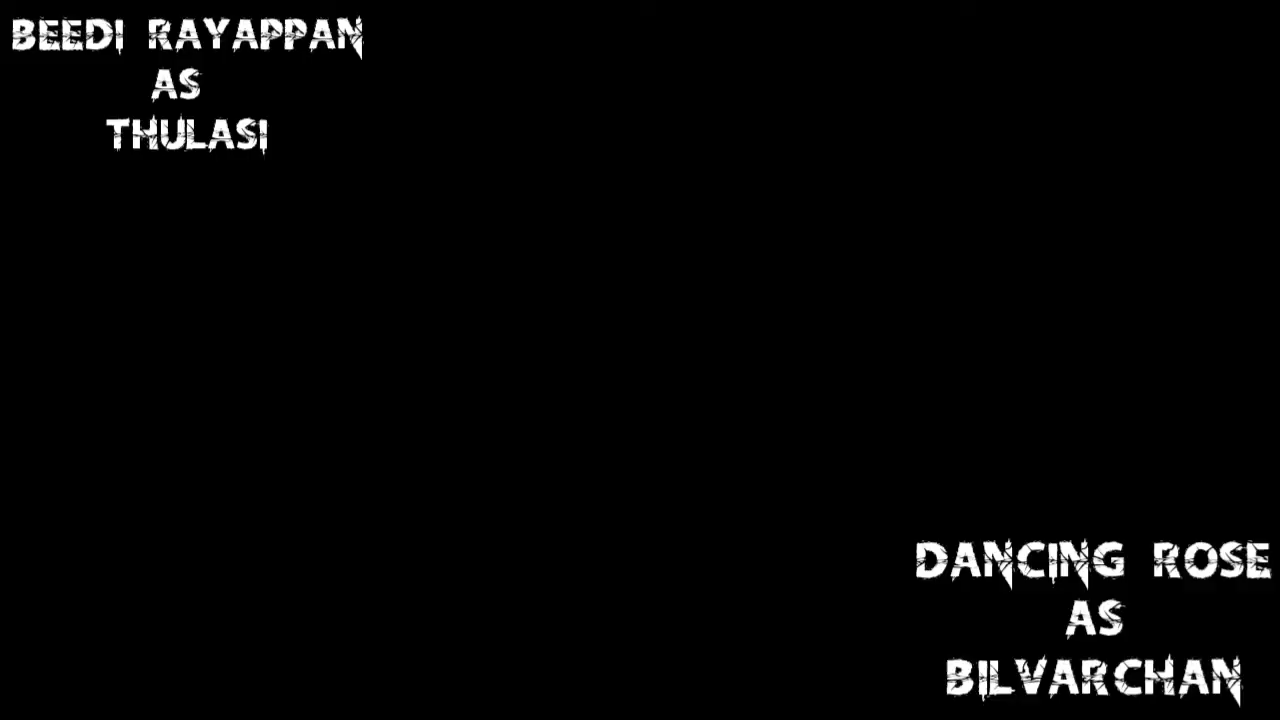 BEEDI RAYAPPAN
AS
THULASI
DANCING ROSE
AS
BILVARCHAN